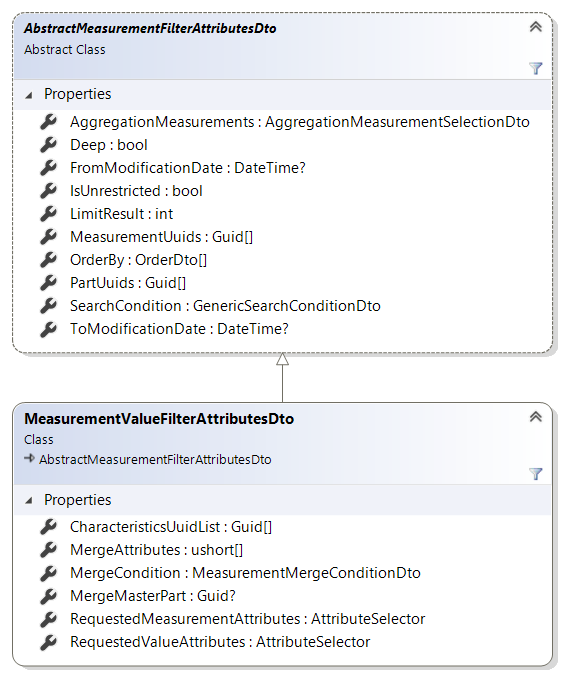 AbstractMeasurementFilterAttributesDto
Abstract Class
Properties
AggregationMeasurements : AggregationMeasurementSelectionDto
Deep : bool
FromModificationDate : DateTime?
IsUnrestricted : bool
LimitResult : int
MeasurementUuids : Guid[]
OrderBy : OrderDto[]
PartUuids : Guid[]
SearchCondition : GenericSearchConditionDto
ToModificationDate : DateTime?
MeasurementValueFilterAttributesDto
Class
AbstractMeasurementFilterAttributesDto
Properties
CharacteristicsUuidList : Guid[]
MergeAttributes : ushort[]
MergeCondition : MeasurementMergeConditionDto
MergeMasterPart : Guid?
RequestedMeasurementAttributes : AttributeSelector
RequestedValueAttributes : AttributeSelector